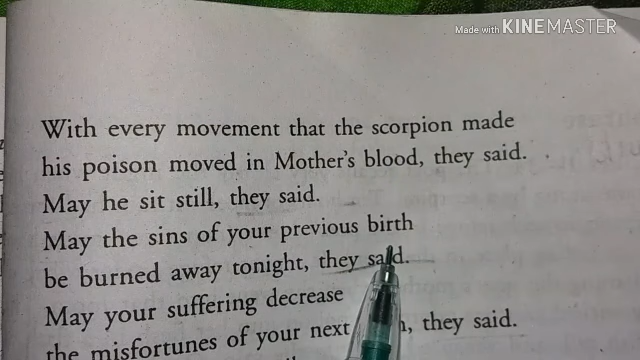 Made with KINEMASTER
With every movement that the scorpion made
his poison moved in Mother's blood, they said.
May he sit still, they said.
May the sins of your previous birth
be burned away tonight, they said.
May your suffering decrease
the misfortunes of your next they said.